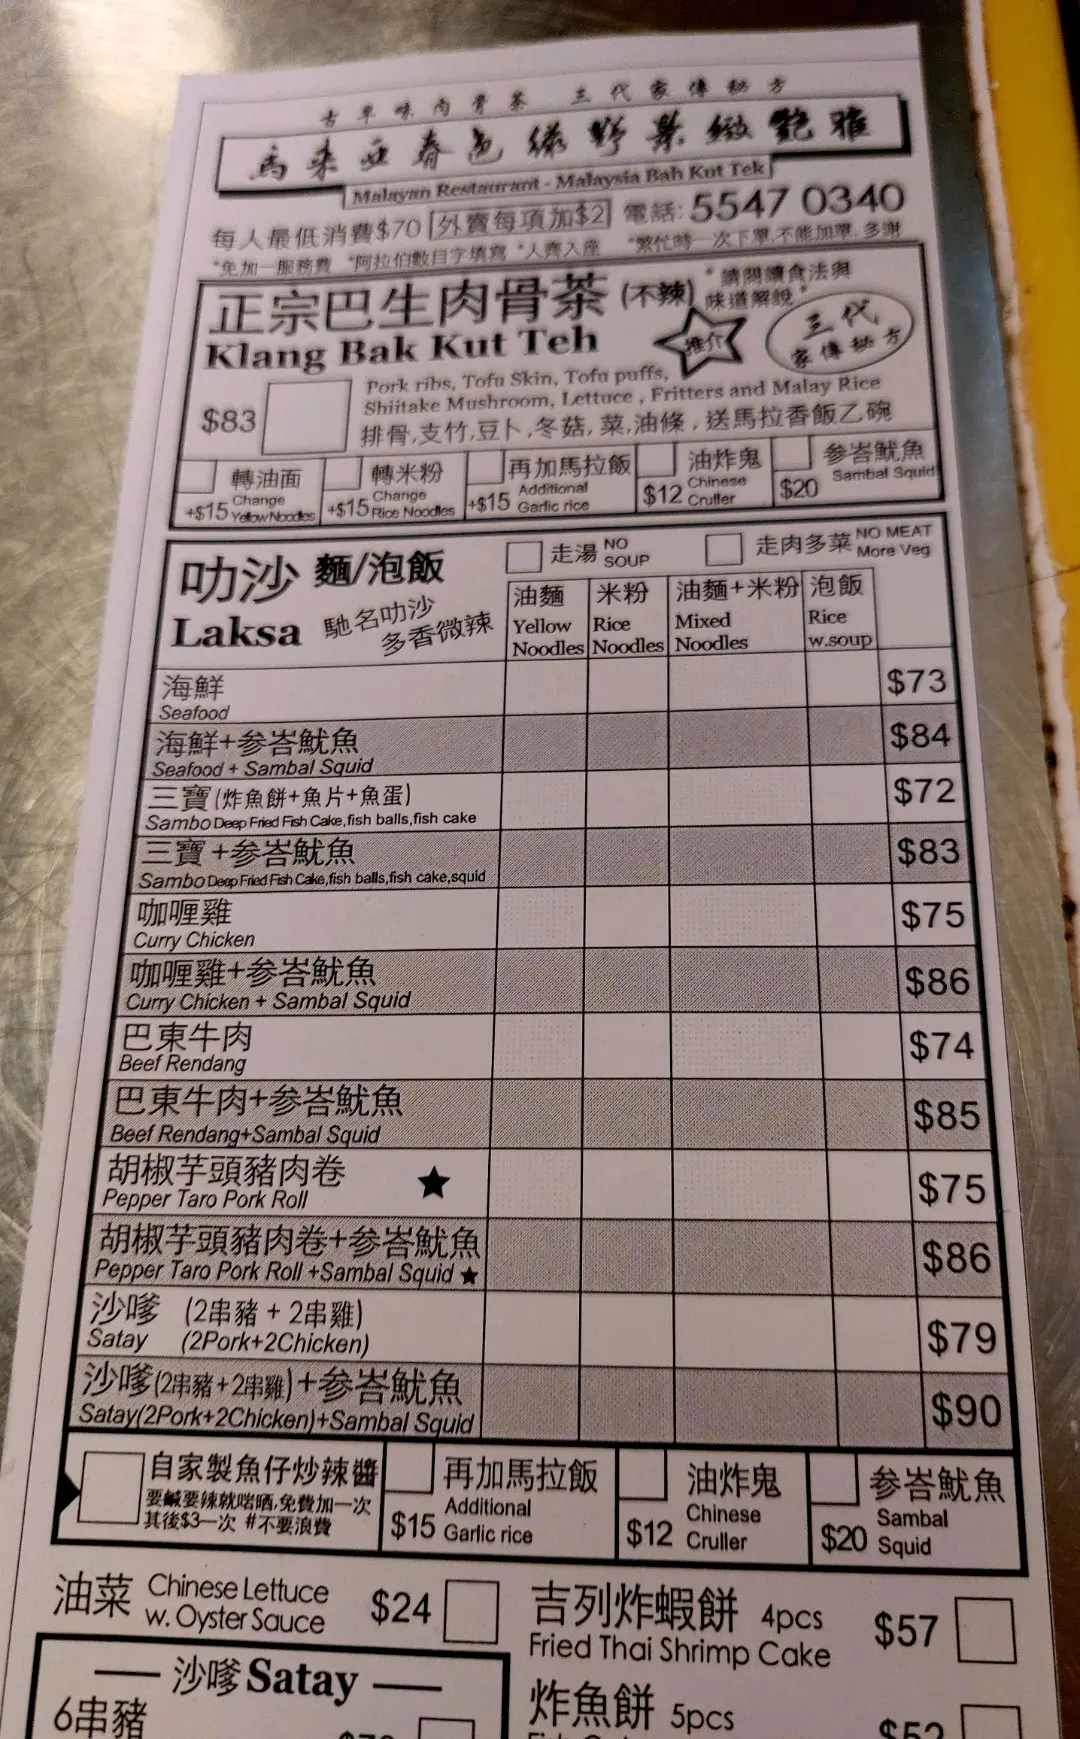 古早味肉骨茶 三代家傳秘方
馬來亞春色綠野景緻艷雅
Malayan Restaurant - Malaysia Bah Kut Tek
每人最低消費$70 外賣每項加$2 電話: 5547 0340
*免加一服務費 *阿拉伯數目字填寫 *人齊入座 *繁忙時一次下單,不能加單. 多謝
正宗巴生肉骨茶 (不辣)
*請閱讀食法與
味道解說*
Klang Bak Kut Teh
推介
三代
家傳秘方
$83
Pork ribs, Tofu Skin, Tofu puffs,
Shiitake Mushroom, Lettuce , Fritters and Malay Rice
排骨,支竹,豆卜,冬菇,菜,油條 , 送馬拉香飯乙碗
轉油面
Change
+$15 Yellow Noodles
轉米粉
Change
+$15 Rice Noodles
再加馬拉飯
Additional
+$15 Garlic rice
油炸鬼
Chinese
$12 Cruller
参峇魷魚
Sambal Squid
$20
叻沙 麵/泡飯
Laksa
馳名叻沙
多香微辣
走湯 NO SOUP
走肉多菜 NO MEAT More Veg
油麵
Yellow
Noodles
米粉
Rice
Noodles
油麵+米粉
Mixed
Noodles
泡飯
Rice
w.soup
海鮮 $73
Seafood
海鮮+参峇魷魚 $84
Seafood + Sambal Squid
三寶 (炸魚餅+魚片+魚蛋) $72
Sambo Deep Fried Fish Cake,fish balls,fish cake
三寶 +参峇魷魚 $83
Sambo Deep Fried Fish Cake,fish balls,fish cake,squid
咖喱雞 $75
Curry Chicken
咖喱雞+参峇魷魚 $86
Curry Chicken + Sambal Squid
巴東牛肉 $74
Beef Rendang
巴東牛肉+参峇魷魚 $85
Beef Rendang+Sambal Squid
胡椒芋頭豬肉卷 ★ $75
Pepper Taro Pork Roll
胡椒芋頭豬肉卷+参峇魷魚 $86
Pepper Taro Pork Roll +Sambal Squid ★
沙嗲 (2串豬 + 2串雞) $79
Satay (2Pork+2Chicken)
沙嗲(2串豬+2串雞)+参峇魷魚 $90
Satay(2Pork+2Chicken)+Sambal Squid
自家製魚仔炒辣醬
要鹹要辣就啱晒,免費加一次
其後$3一次 #不要浪費
再加馬拉飯
Additional
$15 Garlic rice
油炸鬼
Chinese
$12 Cruller
参峇魷魚
Sambal
$20 Squid
油菜 Chinese Lettuce
w. Oyster Sauce $24
吉列炸蝦餅 4pcs $57
Fried Thai Shrimp Cake
沙嗲 Satay
6串豬
炸魚餅 5pcs $52